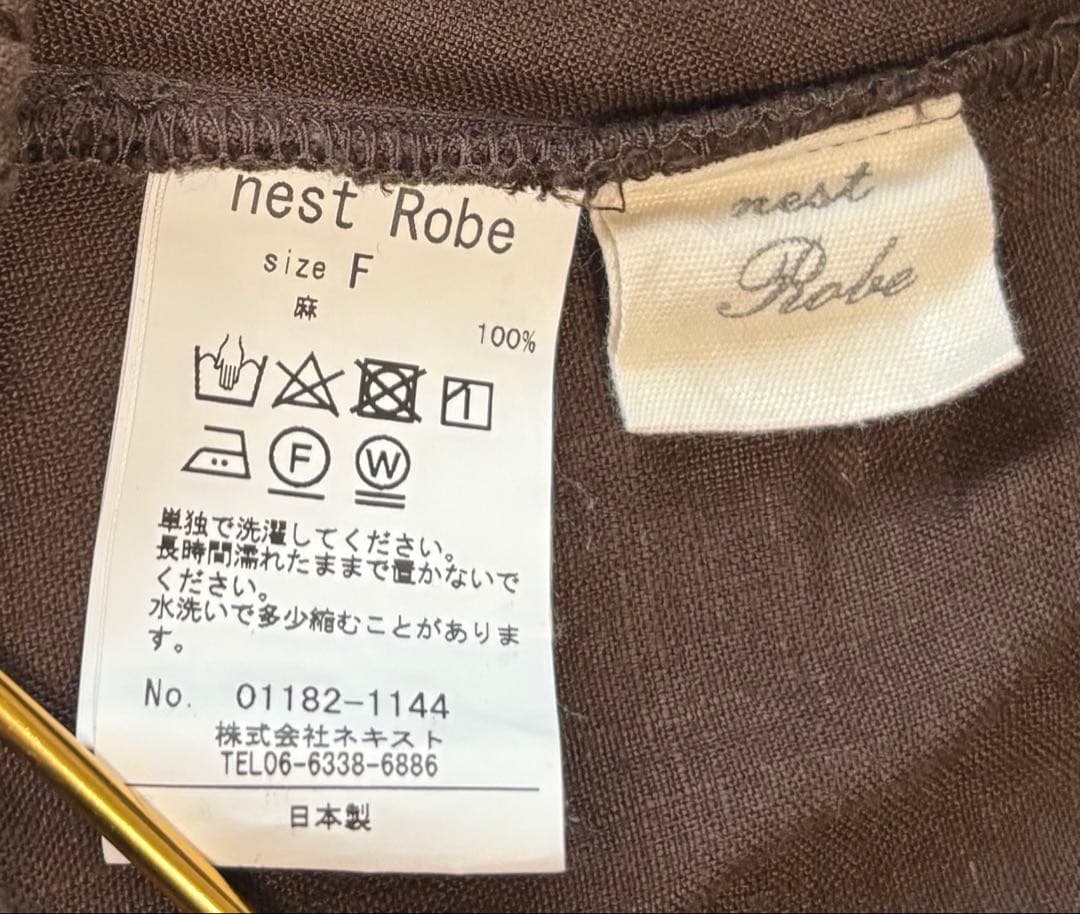 nest Robe
size F
麻
100%
F W
単独で洗濯してください。
長時間濡れたままで置かないで
ください。
水洗いで多少縮むことがありま
す。
No. 01182-1144
株式会社ネキスト
TEL06-6338-6886
日本製
nest
Robe